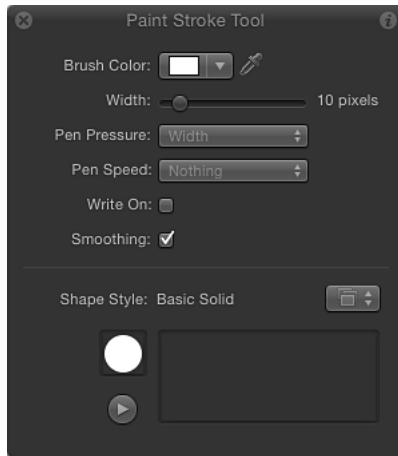 Paint Stroke Tool
Brush Color:
Width: 10 pixels
Pen Pressure: Width
Pen Speed: Nothing
Write On:
Smoothing:
Shape Style: Basic Solid